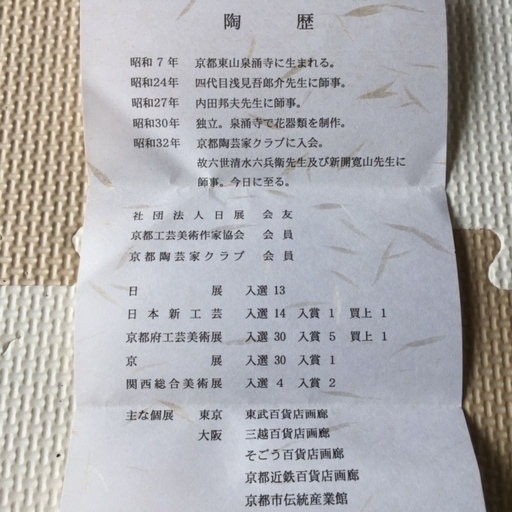 陶歴
昭和7年 京都東山泉涌寺に生まれる。
昭和24年 四代目浅見吾郎介先生に師事。
昭和27年 内田邦夫先生に師事。
昭和30年 独立。泉涌寺で花器類を制作。
昭和32年 京都陶芸家クラブに入会。
故六世清水六兵衛先生及び新開寛山先生に
師事。今日に至る。
社団法人日展 会友
京都工芸美術作家協会 会員
京都陶芸家クラブ 会員
日展 入選13
日本新工芸 入選14 入賞1 買上1
京都府工芸美術展 入選30 入賞5 買上1
京展 入選30 入賞1
関西総合美術展 入選4 入賞2
主な個展 東京 東武百貨店画廊
大阪 三越百貨店画廊
そごう百貨店画廊
京都近鉄百貨店画廊
京都市伝統産業館